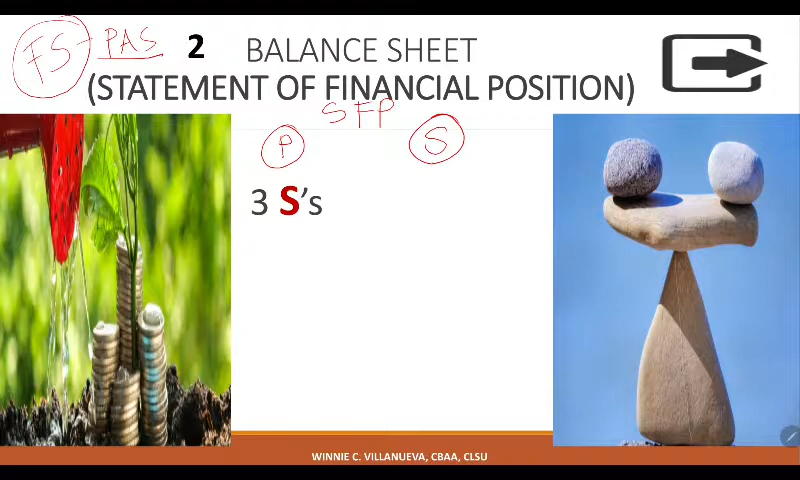 FS - PAS 2 BALANCE SHEET
(STATEMENT OF FINANCIAL POSITION)
SFP
P S
3 S's
WINNIE C. VILLANUEVA, CBAA, CLSU